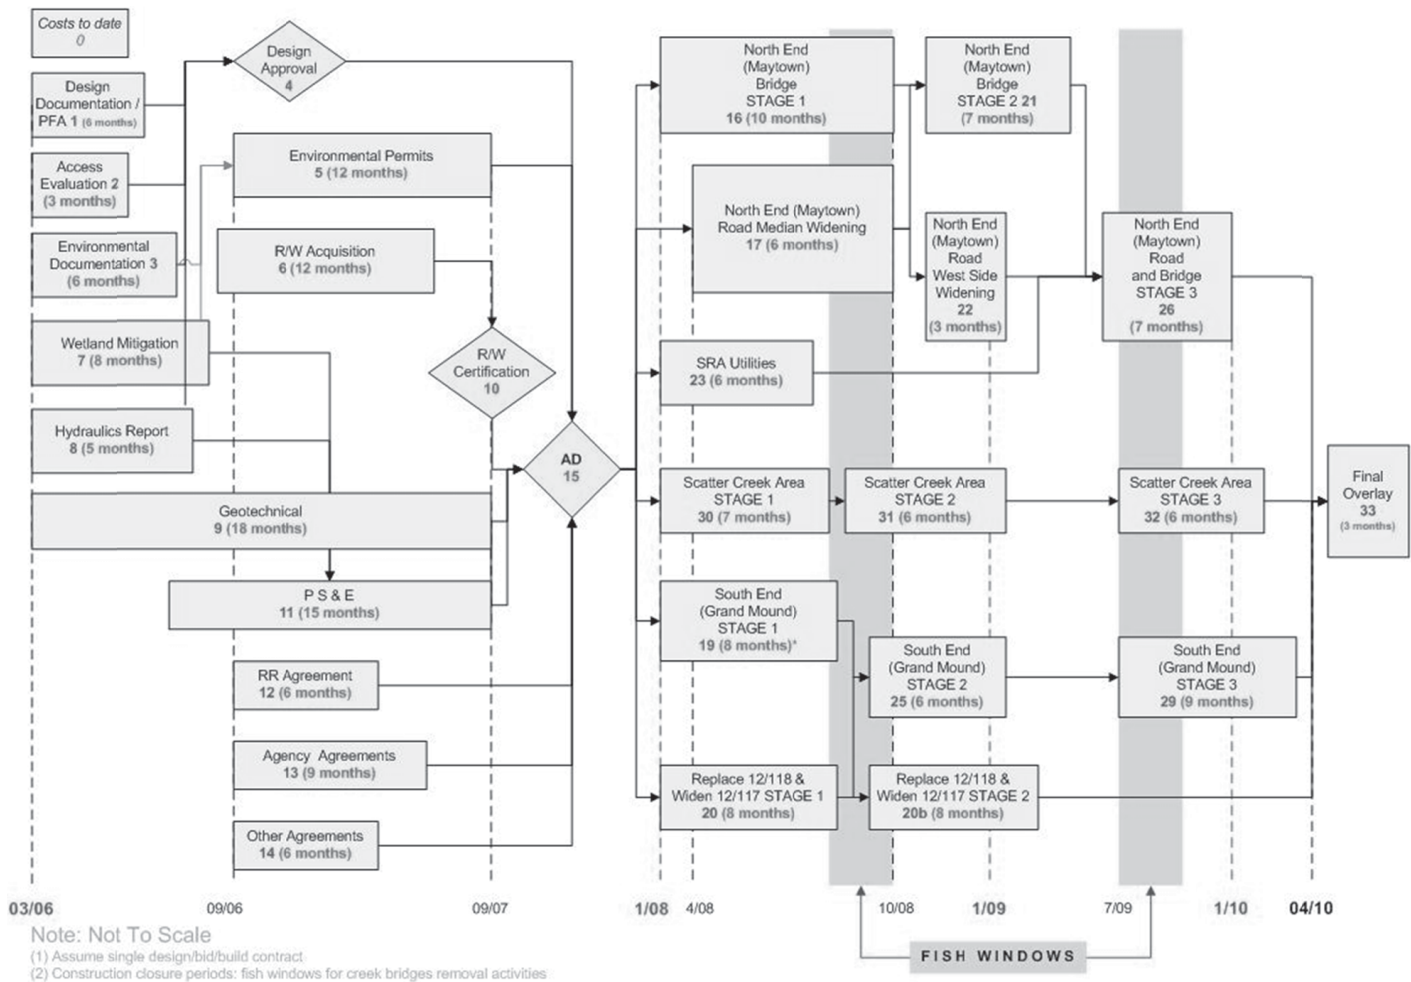 Costs to date
0
Design
Documentation /
PFA 1 (6 months)
Access
Evaluation 2
(3 months)
Environmental
Documentation 3
(6 months)
Wetland Mitigation
7 (8 months)
Hydraulics Report
8 (5 months)
Geotechnical
9 (18 months)
P S & E
11 (15 months)
Design
Approval
4
Environmental Permits
5 (12 months)
R/W Acquisition
6 (12 months)
R/W
Certification
10
RR Agreement
12 (6 months)
Agency Agreements
13 (9 months)
Other Agreements
14 (6 months)
AD
15
North End
(Maytown)
Bridge
STAGE 1
16 (10 months)
North End (Maytown)
Road Median Widening
17 (6 months)
SRA Utilities
23 (6 months)
Scatter Creek Area
STAGE 1
30 (7 months)
South End
(Grand Mound)
STAGE 1
19 (8 months)*
Replace 12/118 &
Widen 12/117 STAGE 1
20 (8 months)
North End
(Maytown)
Bridge
STAGE 2 21
(7 months)
North End
(Maytown)
Road
West Side
Widening
22
(3 months)
Scatter Creek Area
STAGE 2
31 (6 months)
South End
(Grand Mound)
STAGE 2
25 (6 months)
Replace 12/118 &
Widen 12/117 STAGE 2
20b (8 months)
North End
(Maytown)
Road
and Bridge
STAGE 3
26
(7 months)
Scatter Creek Area
STAGE 3
32 (6 months)
South End
(Grand Mound)
STAGE 3
29 (9 months)
Final
Overlay
33
(3 months)
03/06
09/06
09/07
1/08
4/08
10/08
1/09
7/09
1/10
04/10
FISH WINDOWS
Note: Not To Scale
(1) Assume single design/bid/build contract
(2) Construction closure periods: fish windows for creek bridges removal activities